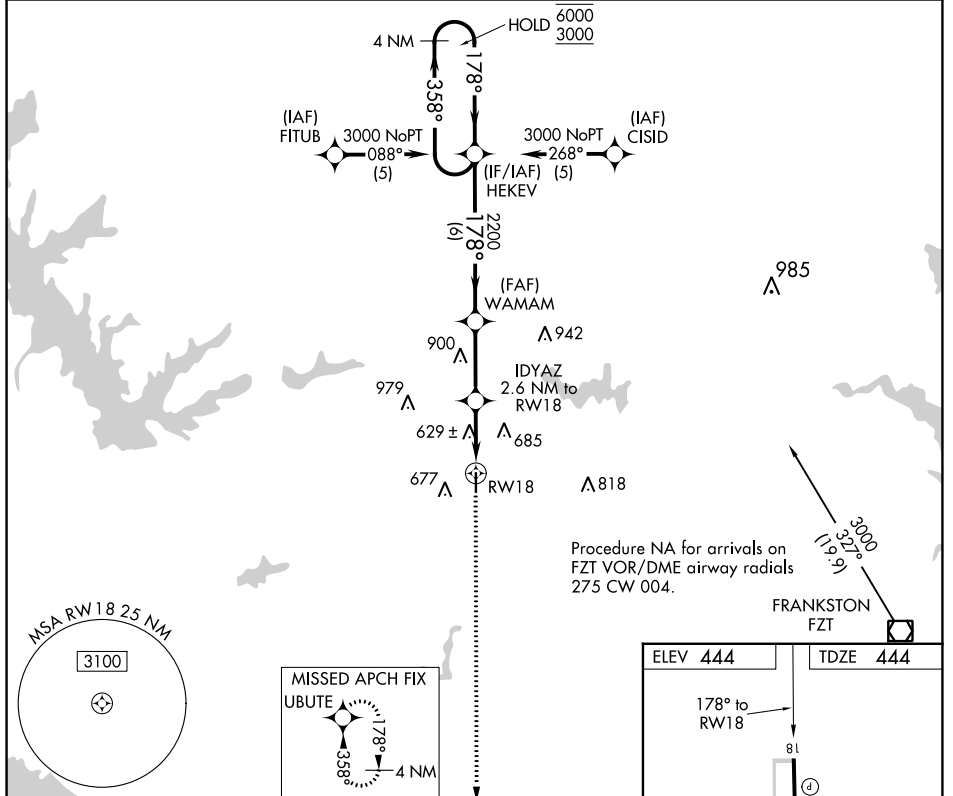 HOLD 6000
3000
4 NM
178°
358°
(IAF)
FITUB
3000 NoPT
088°
(5)
3000 NoPT
268°
(5)
(IAF)
CISID
(IF/IAF)
HEKEV
2200
178°
(6)
(FAF)
WAMAM
985
942
900
IDYAZ
2.6 NM to
RW18
979
629 ±
685
677
RW18
818
3000
327°
(19.9)
Procedure NA for arrivals on
FZT VOR/DME airway radials
275 CW 004.
FRANKSTON
FZT
MSA RW18 25 NM
3100
MISSED APCH FIX
UBUTE
178°
358°
4 NM
ELEV 444
TDZE 444
178° to
RW18
18
P